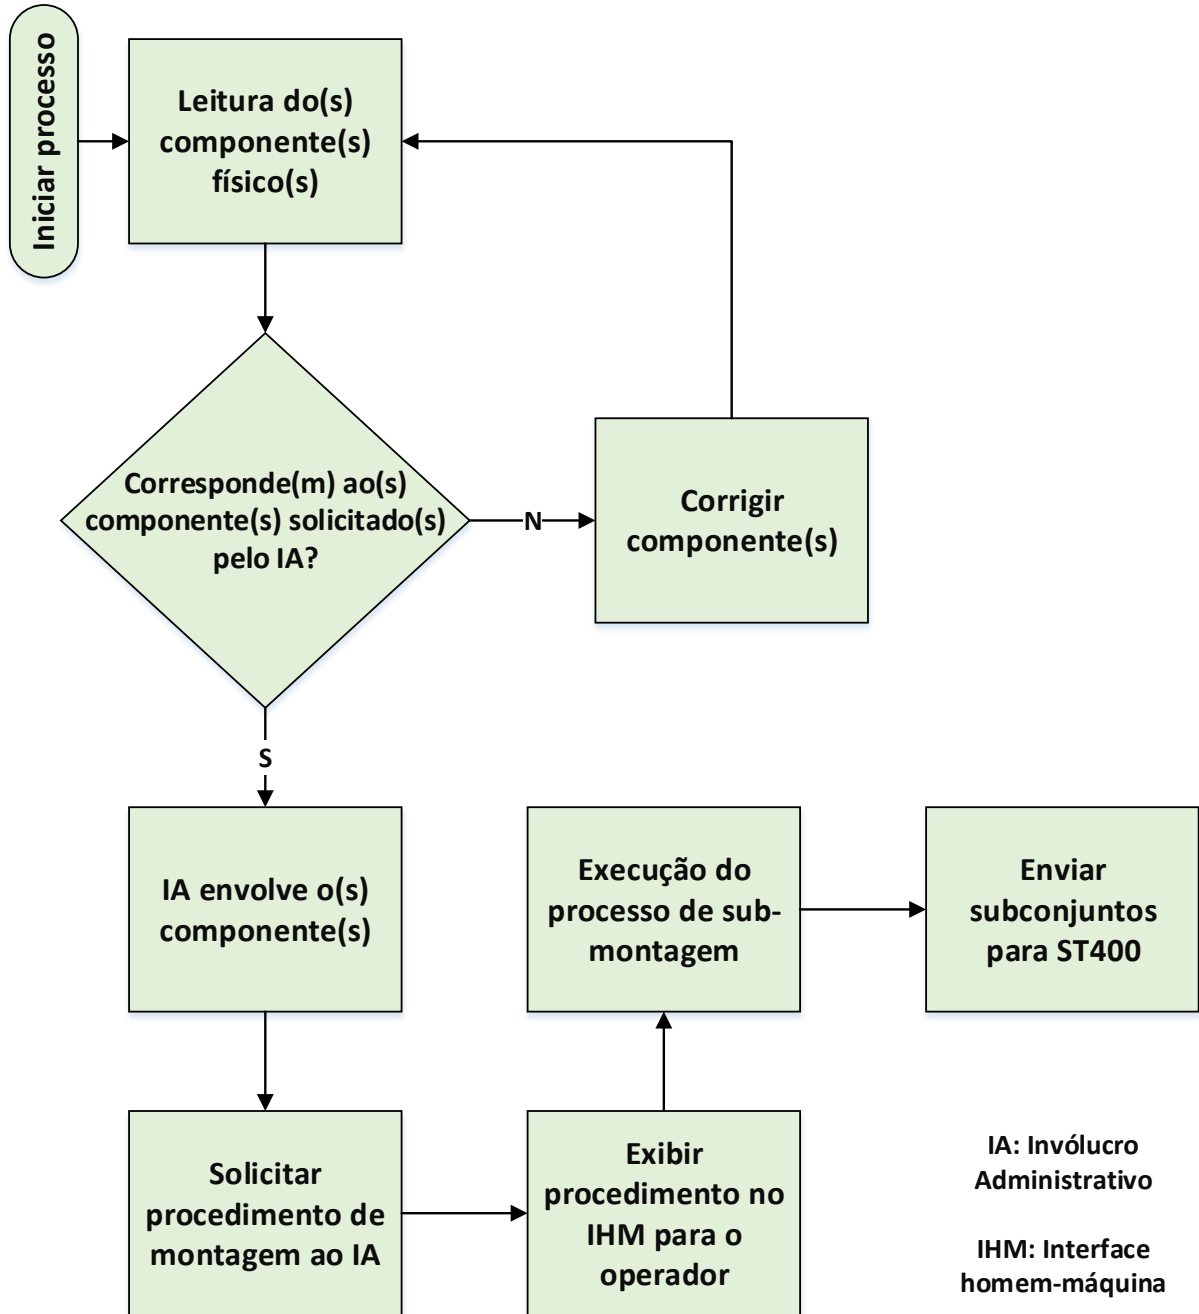 Iniciar processo
Leitura do(s)
componente(s)
físico(s)
Corresponde(m) ao(s)
componente(s) solicitado(s)
pelo IA?
N
Corrigir
componente(s)
S
IA envolve o(s)
componente(s)
Solicitar
procedimento de
montagem ao IA
Exibir
procedimento no
IHM para o
operador
Execução do
processo de sub-
montagem
Enviar
subconjuntos
para ST400
IA: Invólucro
Administrativo
IHM: Interface
homem-máquina